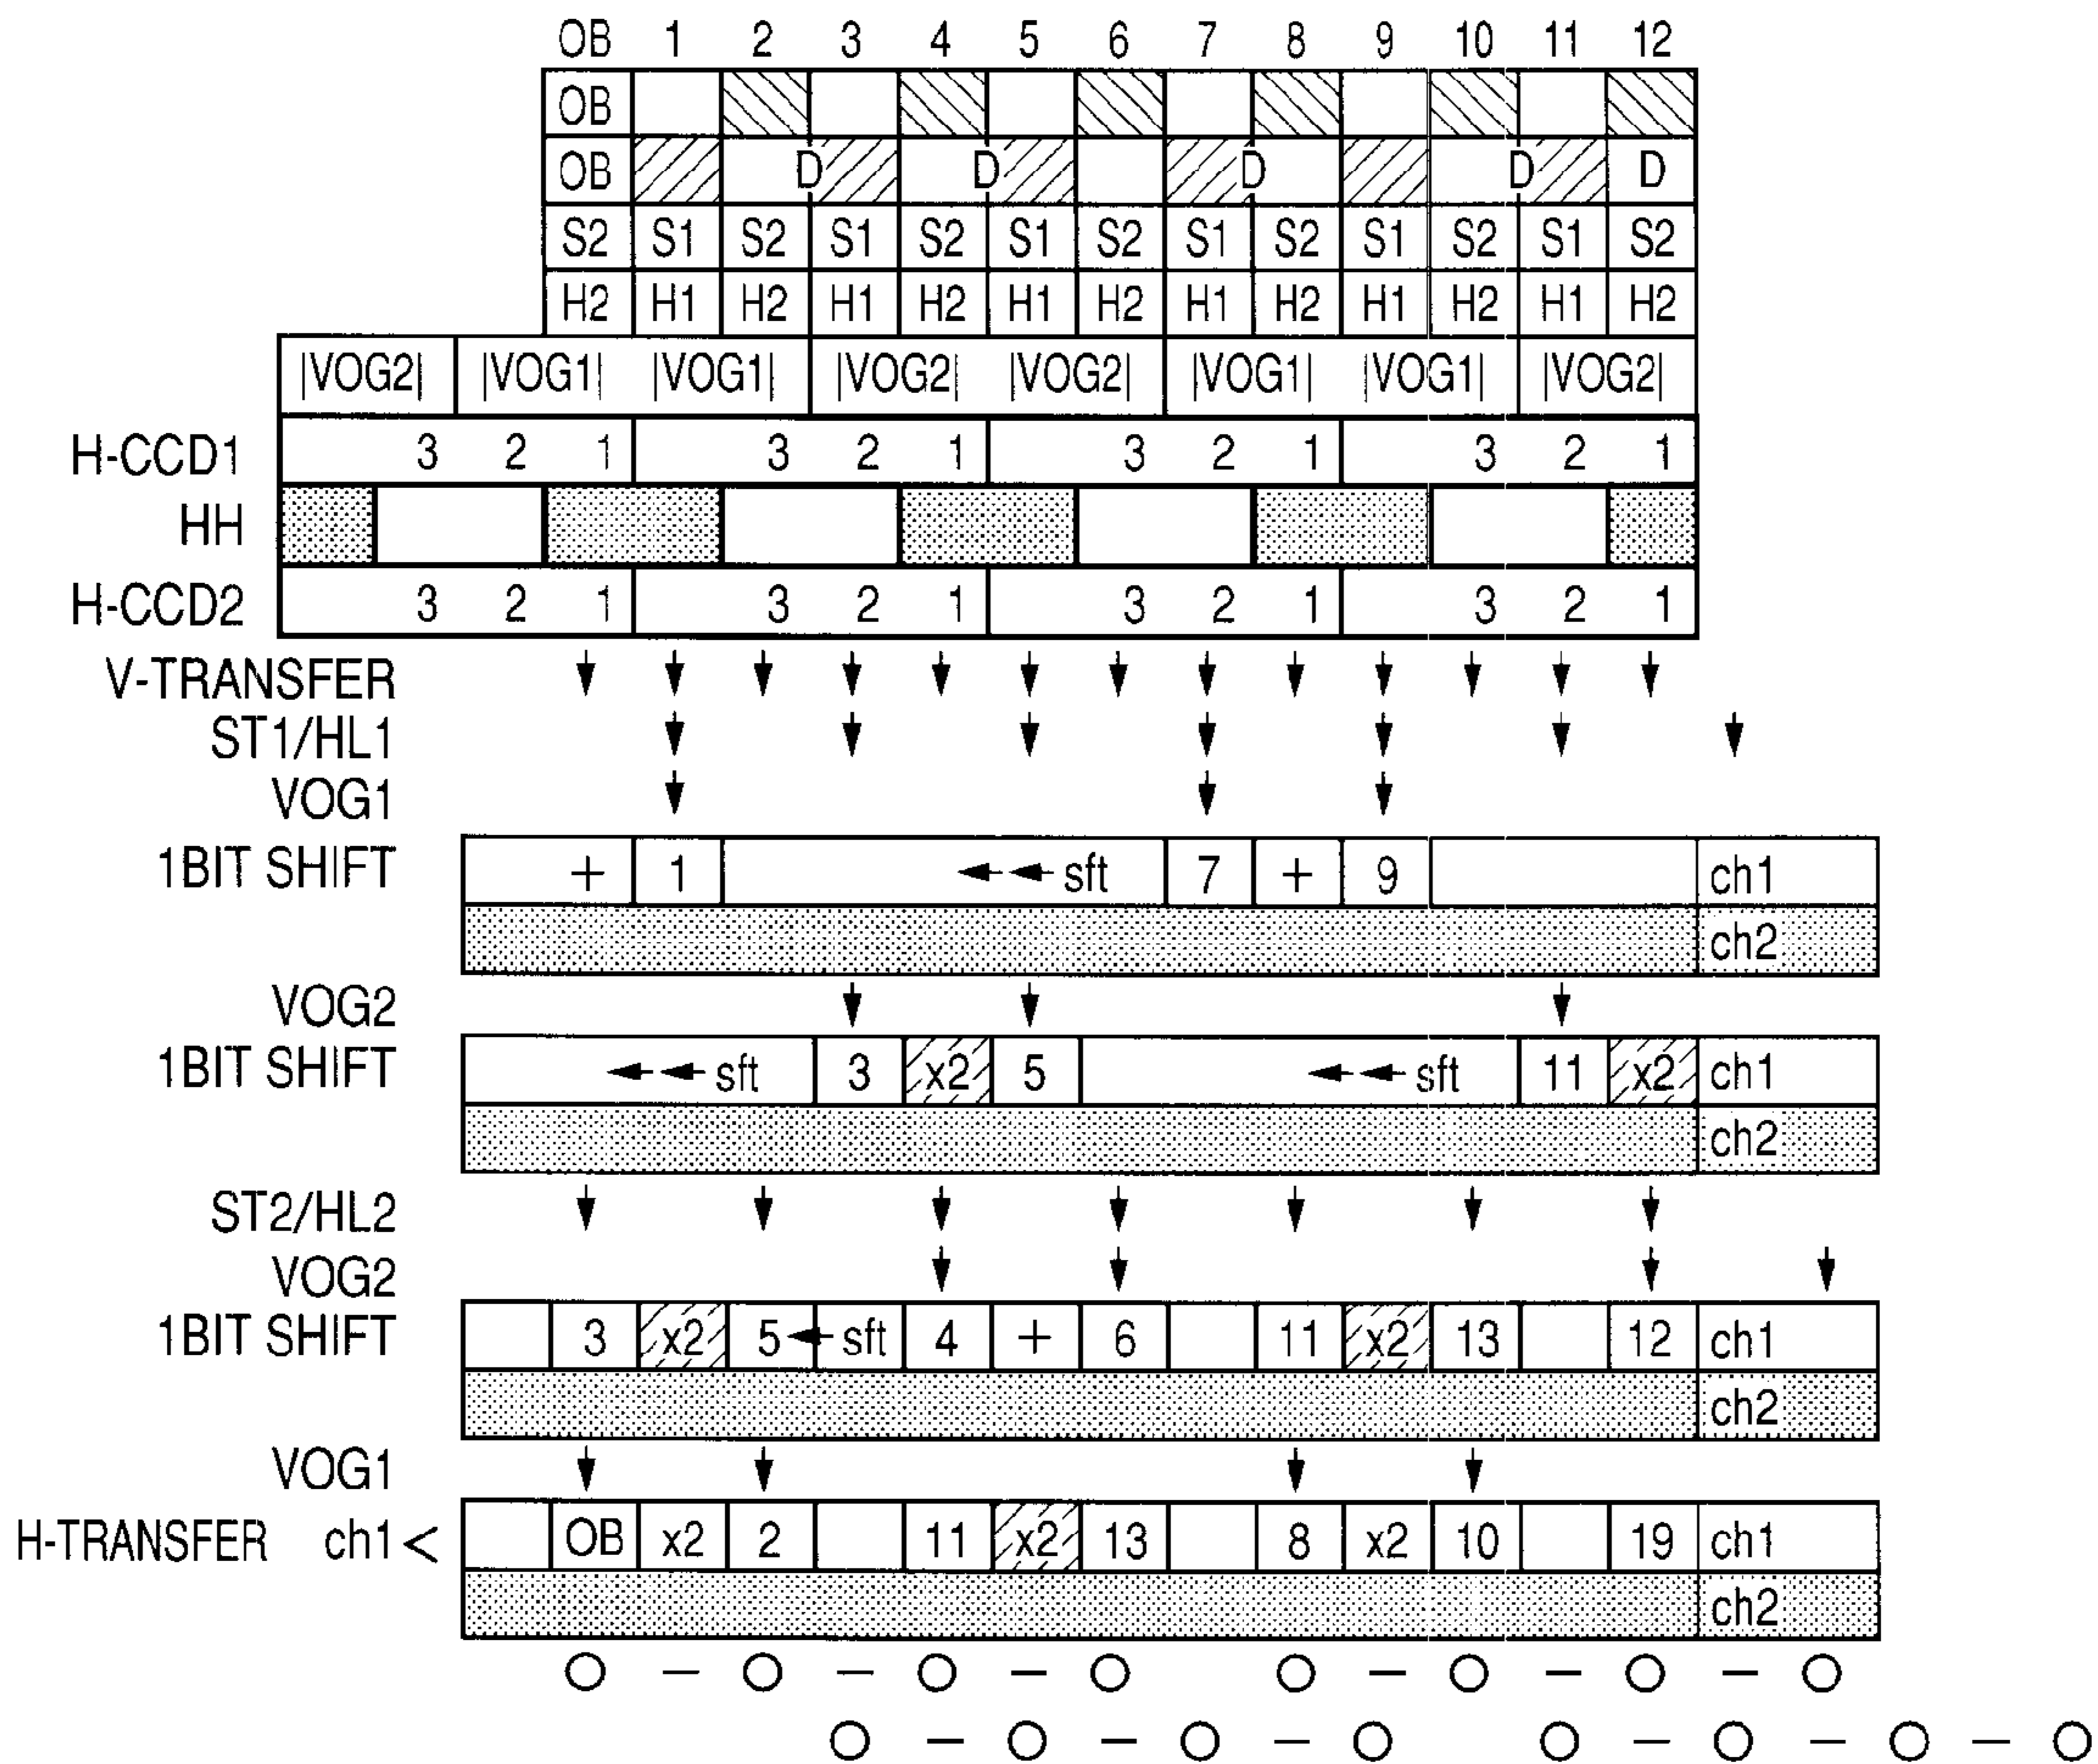 OB 1 2 3 4 5 6 7 8 9 10 11 12
OB
OB D D D D D
S2 S1 S2 S1 S2 S1 S2 S1 S2 S1 S2 S1 S2
H2 H1 H2 H1 H2 H1 H2 H1 H2 H1 H2 H1 H2
|VOG2| |VOG1| |VOG1| |VOG2| |VOG2| |VOG1| |VOG1| |VOG2|
H-CCD1 3 2 1 3 2 1 3 2 1 3 2 1
HH
H-CCD2 3 2 1 3 2 1 3 2 1 3 2 1
V-TRANSFER
ST1/HL1
VOG1
1BIT SHIFT + 1 sft 7 + 9 ch1
ch2
VOG2
1BIT SHIFT sft 3 x2 5 sft 11 x2 ch1
ch2
ST2/HL2
VOG2
1BIT SHIFT 3 x2 5 sft 4 + 6 11 x2 13 12 ch1
ch2
VOG1
H-TRANSFER ch1 < OB x2 2 11 x2 13 8 x2 10 19 ch1
ch2